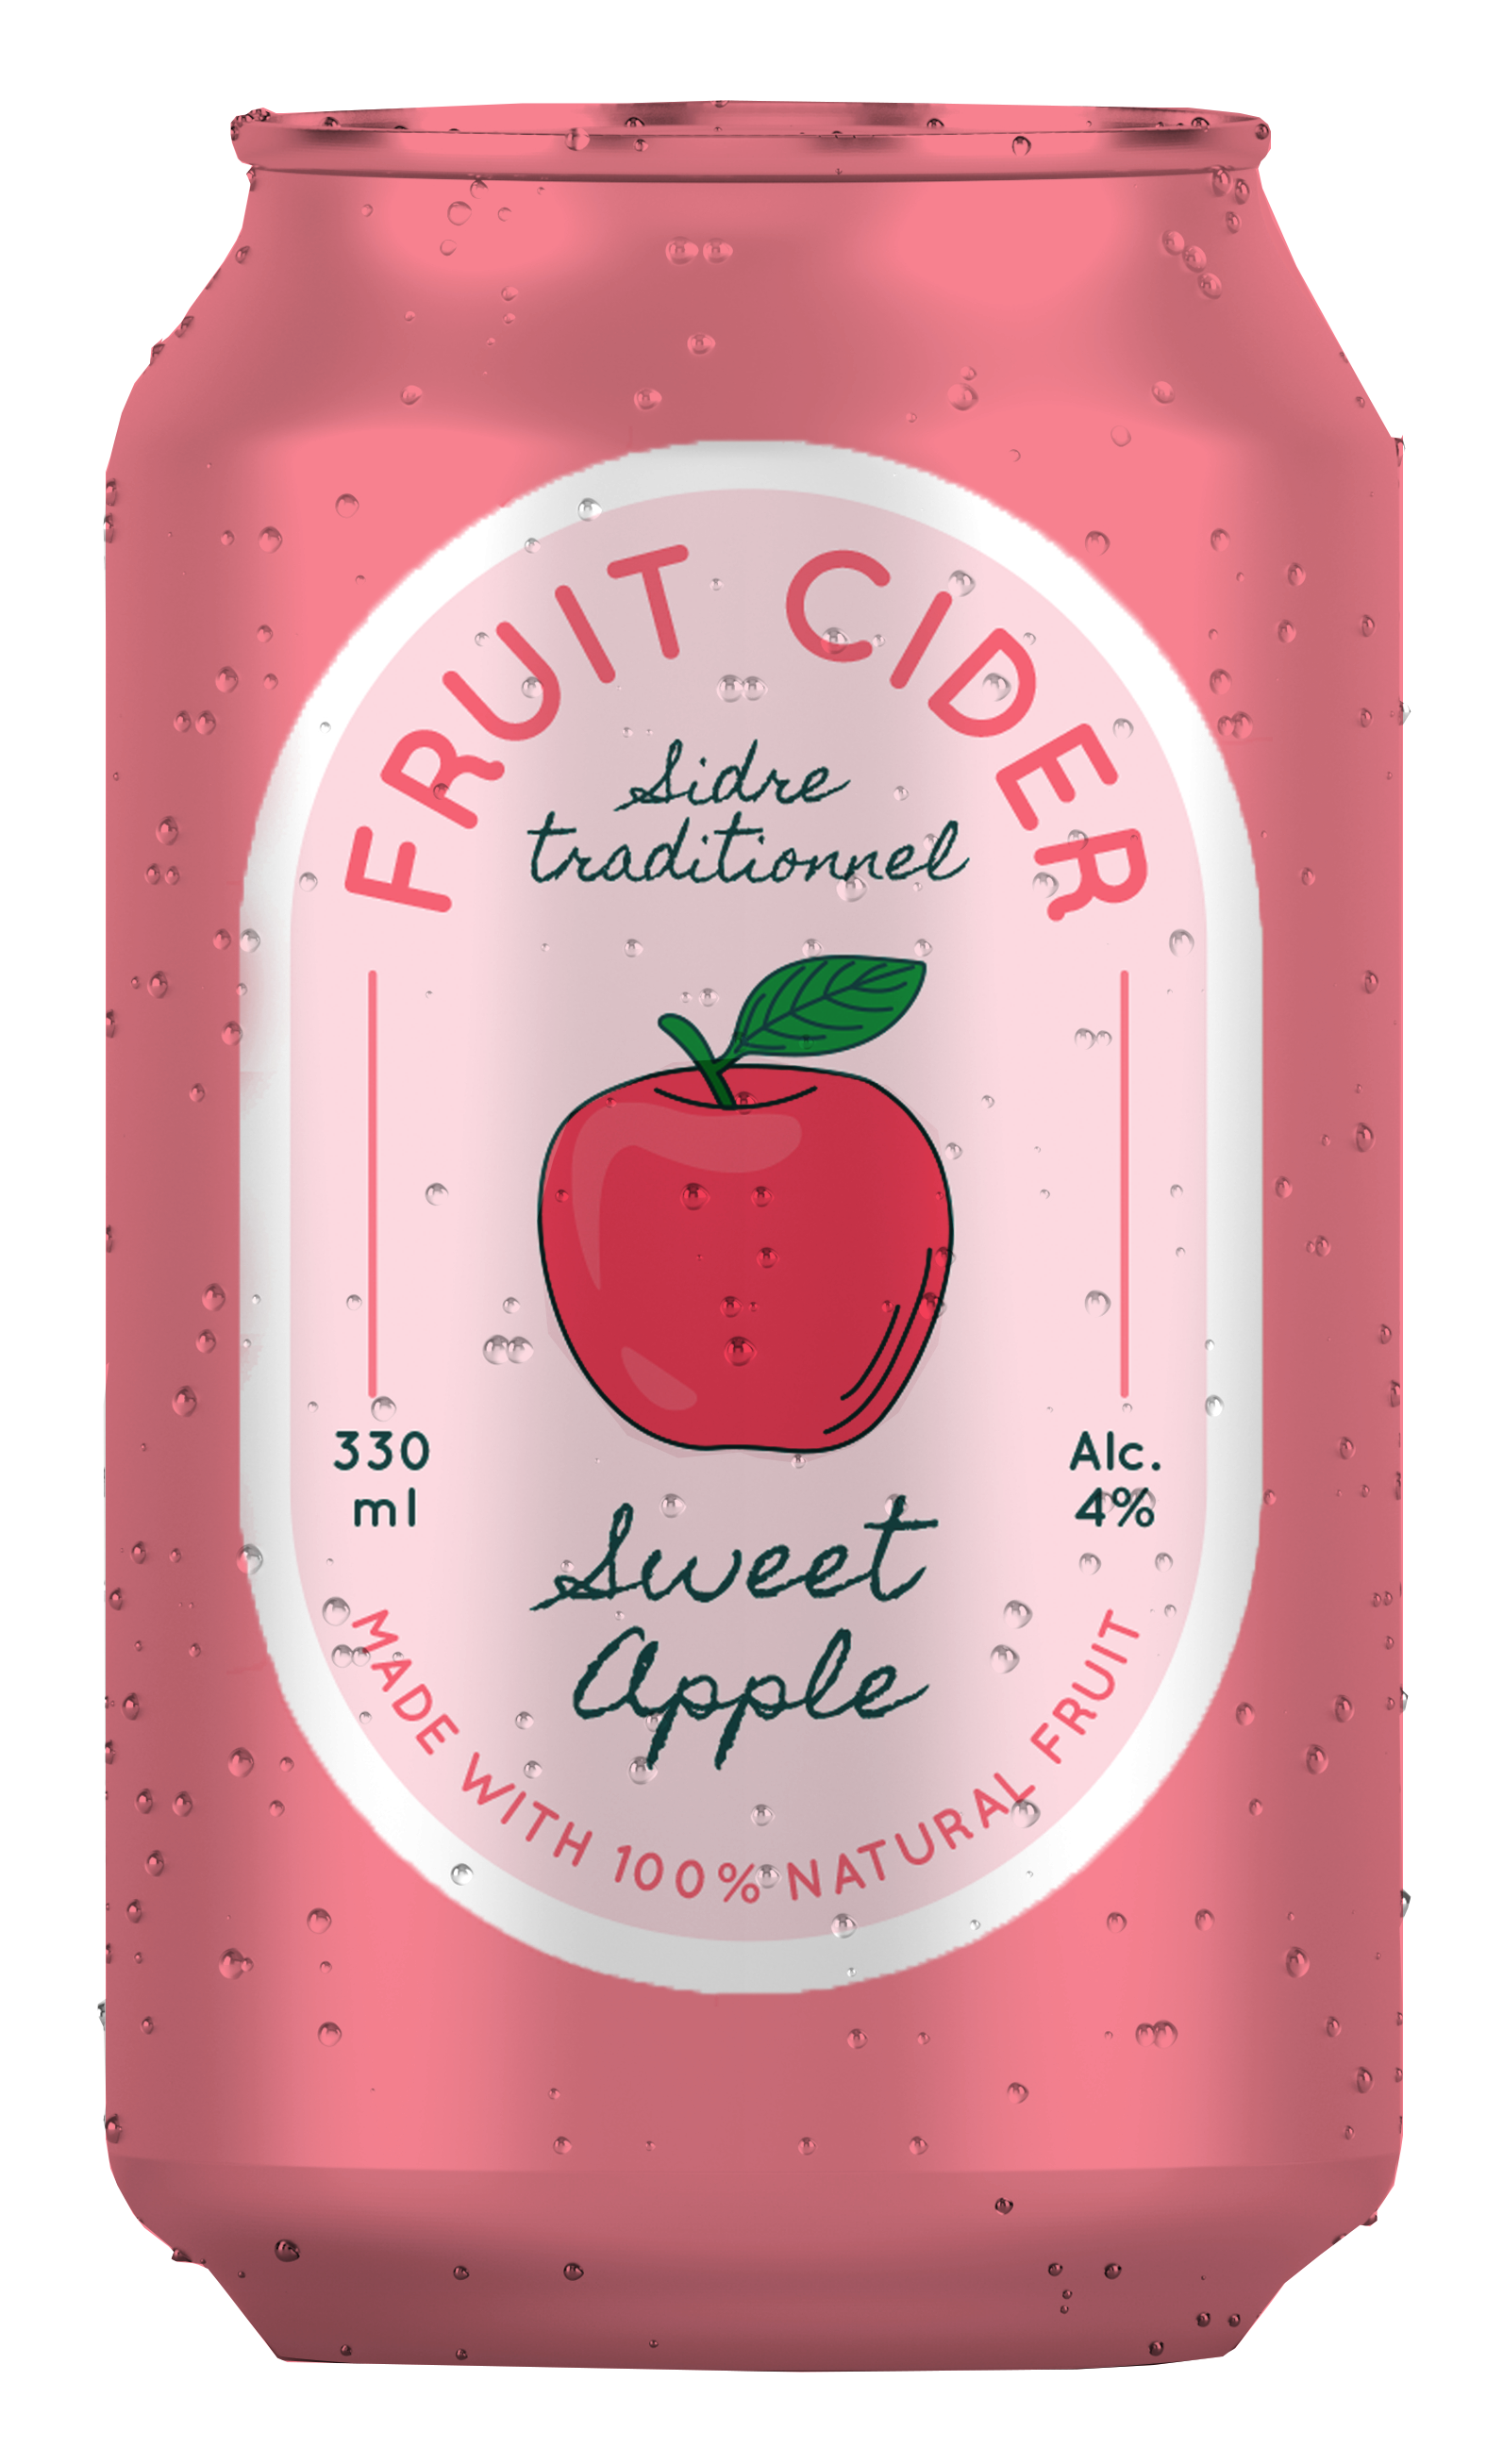 FRUIT CIDER
Sidre
traditionnel
330
ml
Alc.
4%
Sweet
Apple
MADE WITH 100% NATURAL FRUIT